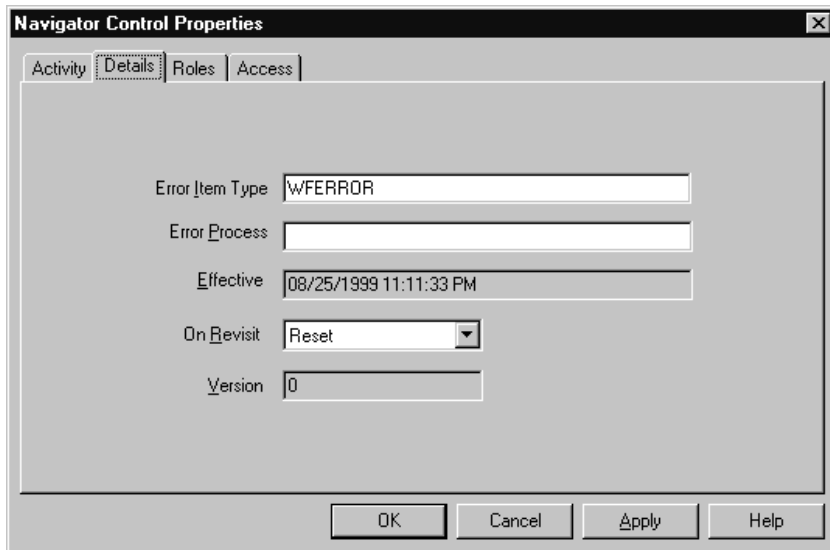 Navigator Control Properties
Activity Details Roles Access
Error Item Type WFERROR
Error Process
Effective 08/25/1999 11:11:33 PM
On Revisit Reset
Version 0
OK Cancel Apply Help